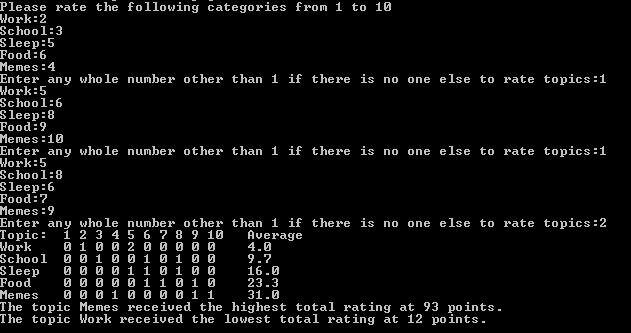 Please rate the following categories from 1 to 10
Work:2
School:3
Sleep:5
Food:6
Memes:4
Enter any whole number other than 1 if there is no one else to rate topics:1
Work:5
School:6
Sleep:8
Food:9
Memes:10
Enter any whole number other than 1 if there is no one else to rate topics:1
Work:5
School:8
Sleep:6
Food:7
Memes:9
Enter any whole number other than 1 if there is no one else to rate topics:2
Topic:  1 2 3 4 5 6 7 8 9 10   Average
Work    0 1 0 0 2 0 0 0 0 0    4.0
School  0 0 1 0 0 1 0 1 0 0    9.7
Sleep   0 0 0 0 1 1 0 1 0 0    16.0
Food    0 0 0 0 0 1 1 0 1 0    23.3
Memes   0 0 0 1 0 0 0 0 1 1    31.0
The topic Memes received the highest total rating at 93 points.
The topic Work received the lowest total rating at 12 points.